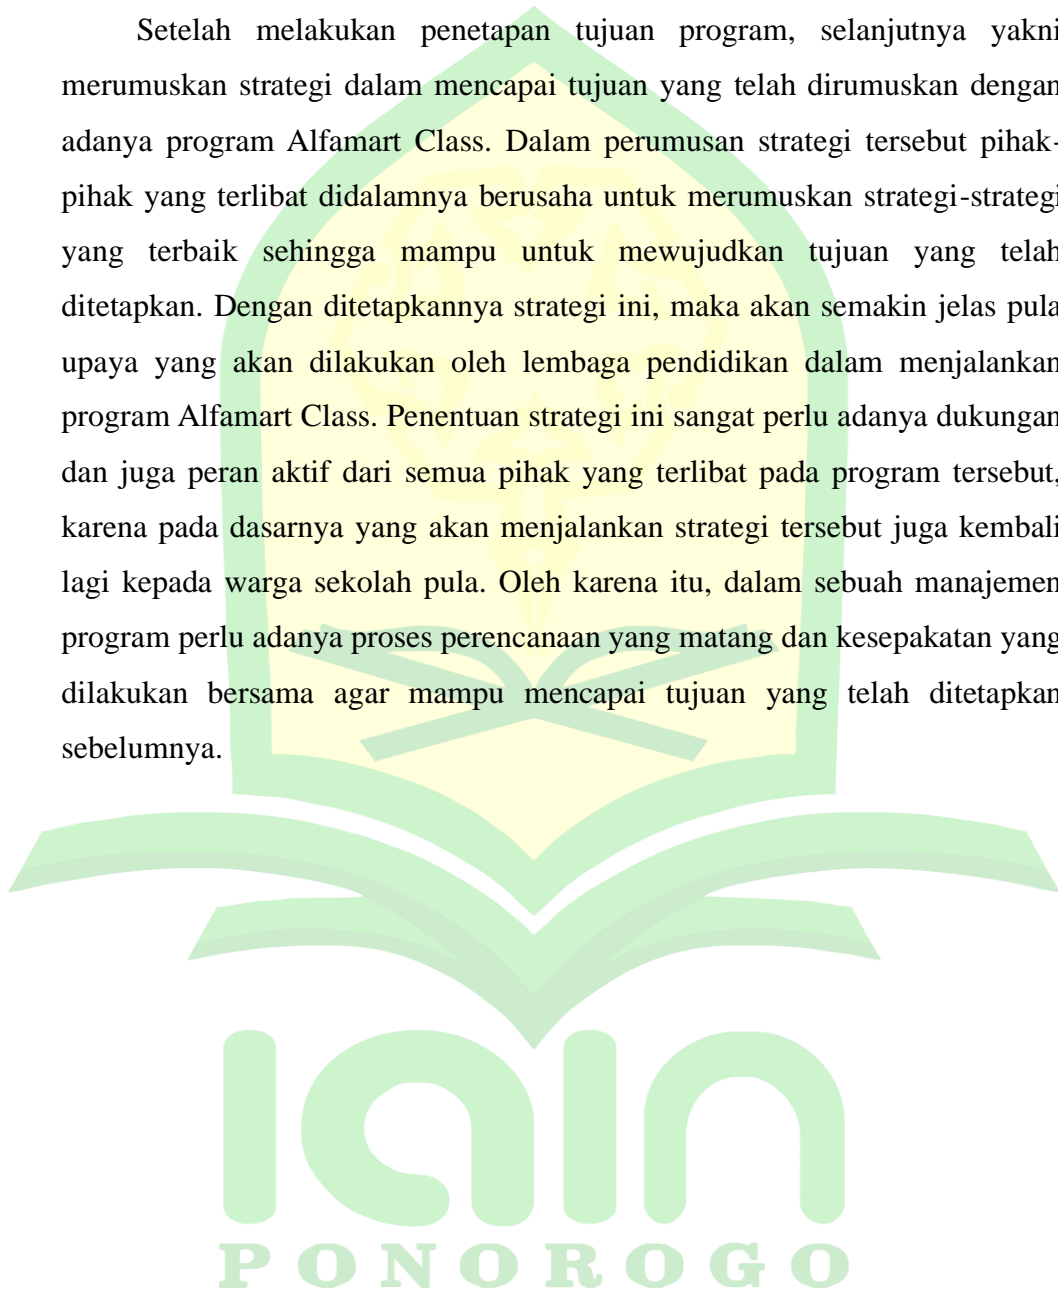 Setelah melakukan penetapan tujuan program, selanjutnya yakni
merumuskan strategi dalam mencapai tujuan yang telah dirumuskan dengan
adanya program Alfamart Class. Dalam perumusan strategi tersebut pihak-
pihak yang terlibat didalamnya berusaha untuk merumuskan strategi-strategi
yang terbaik sehingga mampu untuk mewujudkan tujuan yang telah
ditetapkan. Dengan ditetapkannya strategi ini, maka akan semakin jelas pula
upaya yang akan dilakukan oleh lembaga pendidikan dalam menjalankan
program Alfamart Class. Penentuan strategi ini sangat perlu adanya dukungan
dan juga peran aktif dari semua pihak yang terlibat pada program tersebut,
karena pada dasarnya yang akan menjalankan strategi tersebut juga kembali
lagi kepada warga sekolah pula. Oleh karena itu, dalam sebuah manajemen
program perlu adanya proses perencanaan yang matang dan kesepakatan yang
dilakukan bersama agar mampu mencapai tujuan yang telah ditetapkan
sebelumnya.
iain
PONOROGO